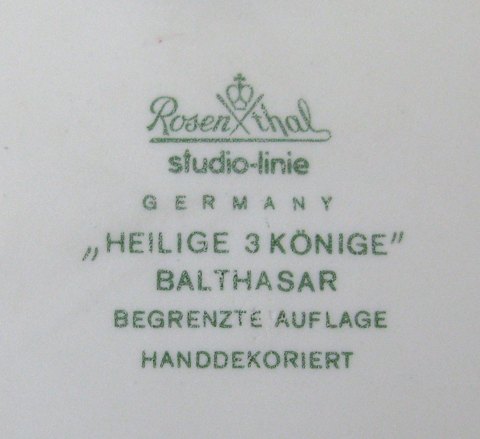 Rosenthal
studio-linie
GERMANY
„HEILIGE 3 KÖNIGE”
BALTHASAR
BEGRENZTE AUFLAGE
HANDDEKORIERT